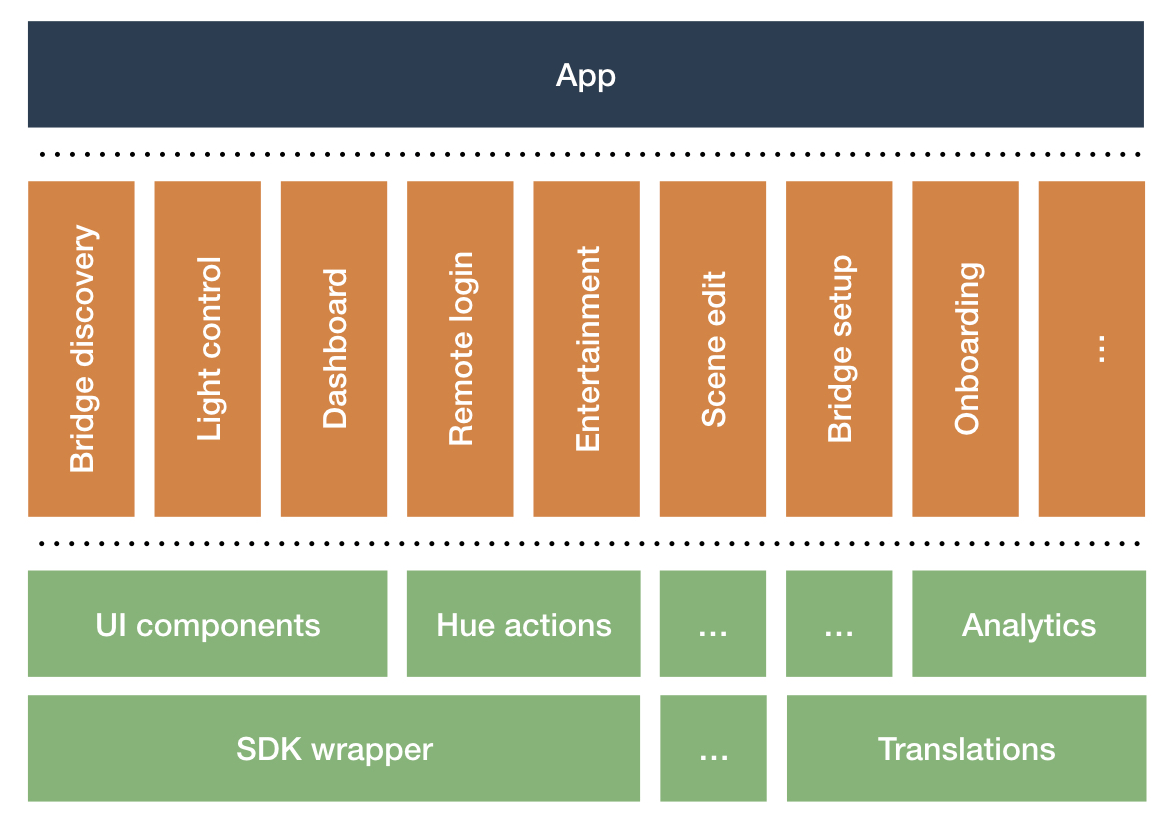 App
Bridge discovery
Light control
Dashboard
Remote login
Entertainment
Scene edit
Bridge setup
Onboarding
...
UI components
Hue actions
...
...
Analytics
SDK wrapper
...
Translations